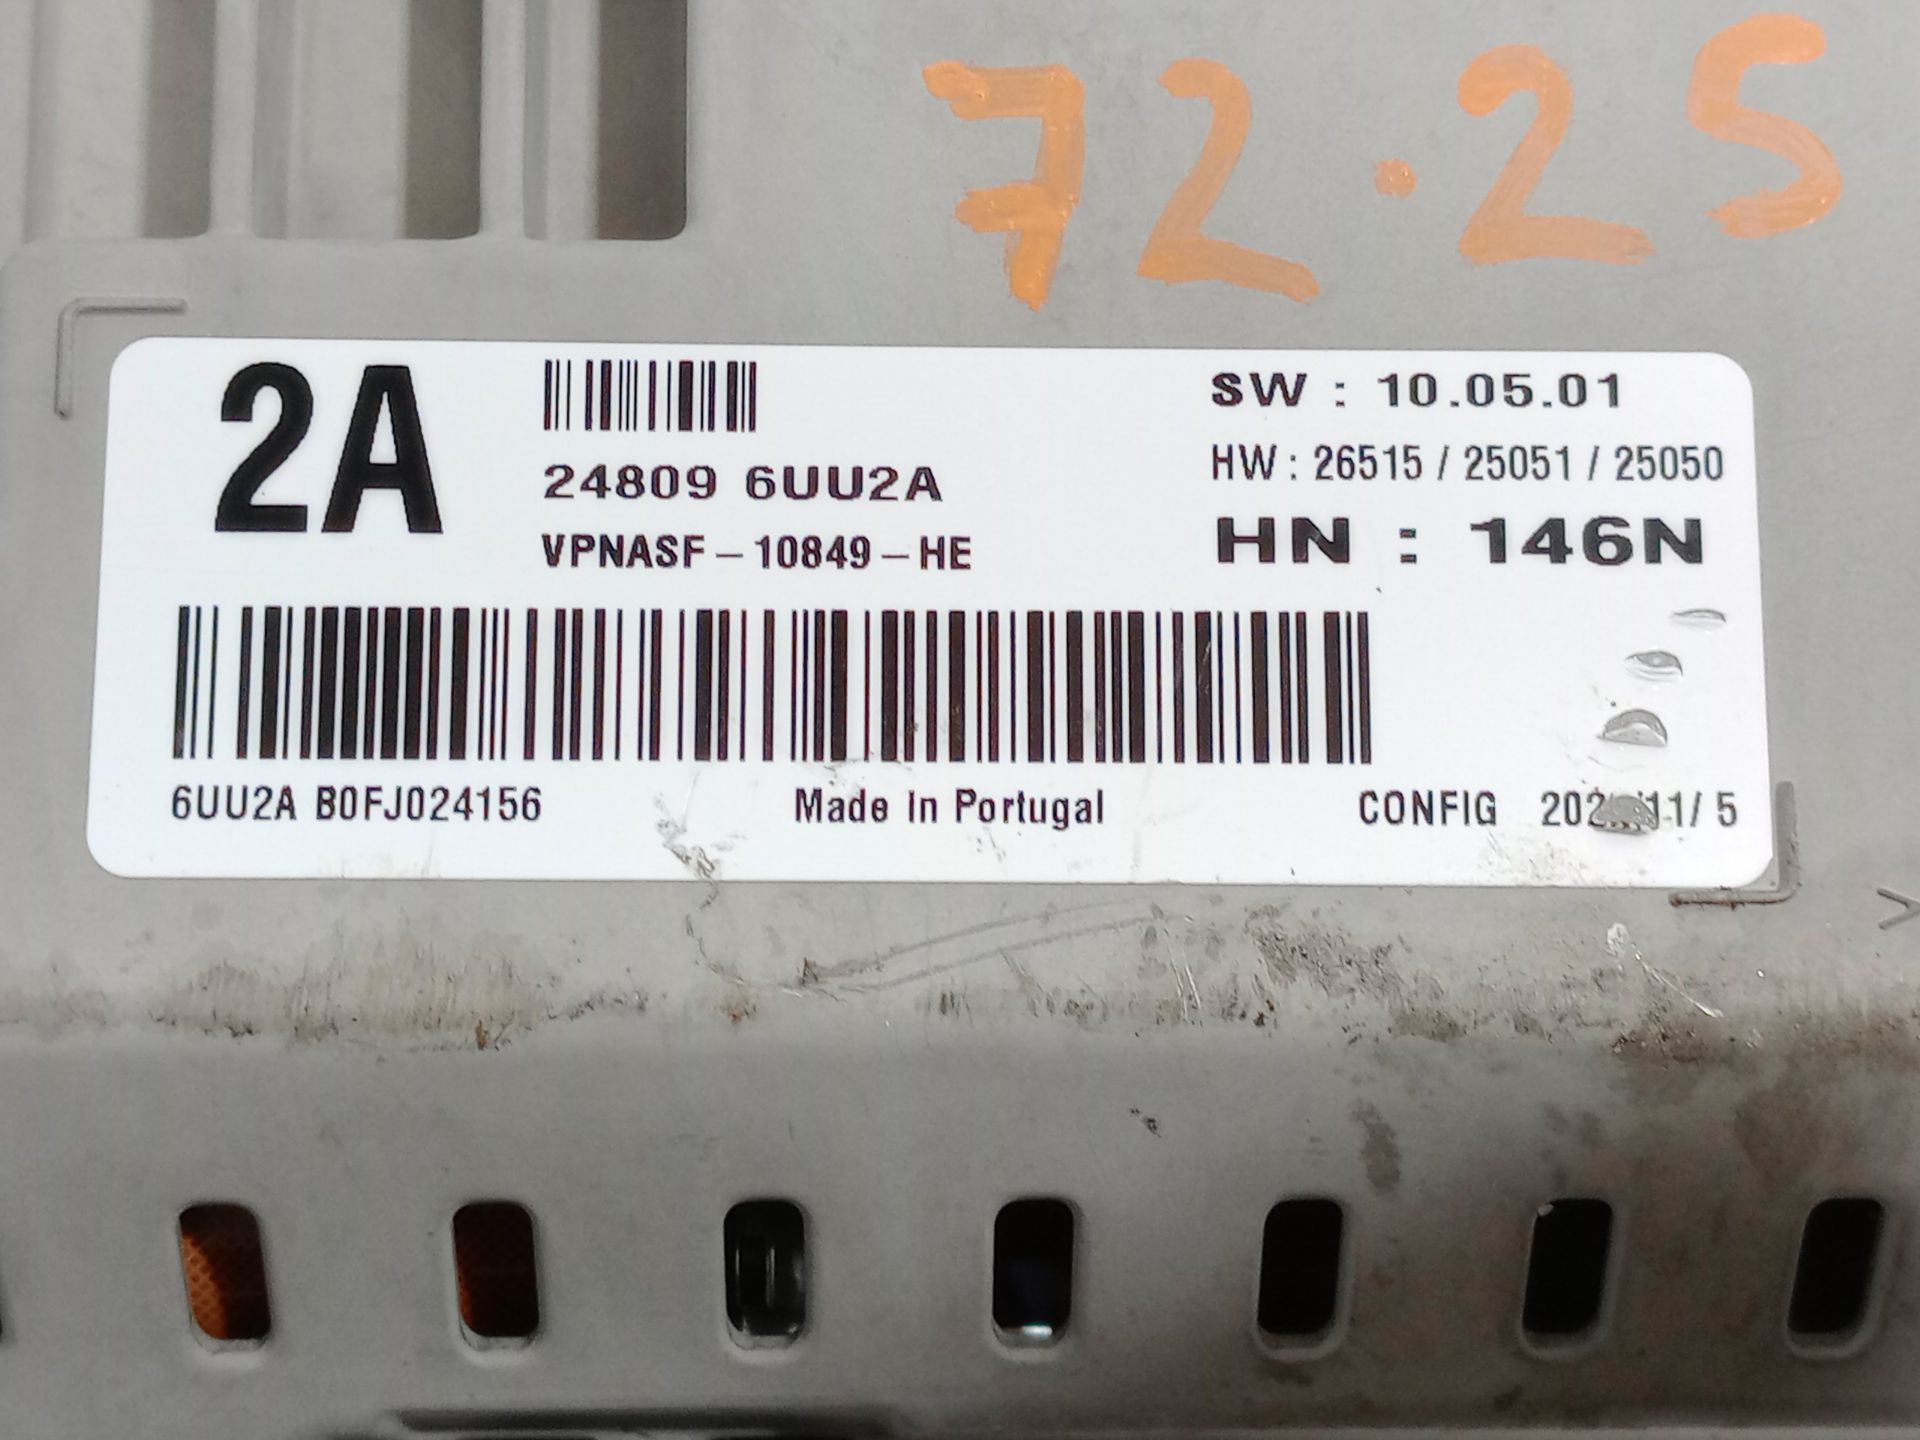 72.25
2A
24809 6UU2A
VPNASF-10849-HE
SW : 10.05.01
HW : 26515 / 25051 / 25050
HN : 146N
6UU2A B0FJ024156
Made in Portugal
CONFIG